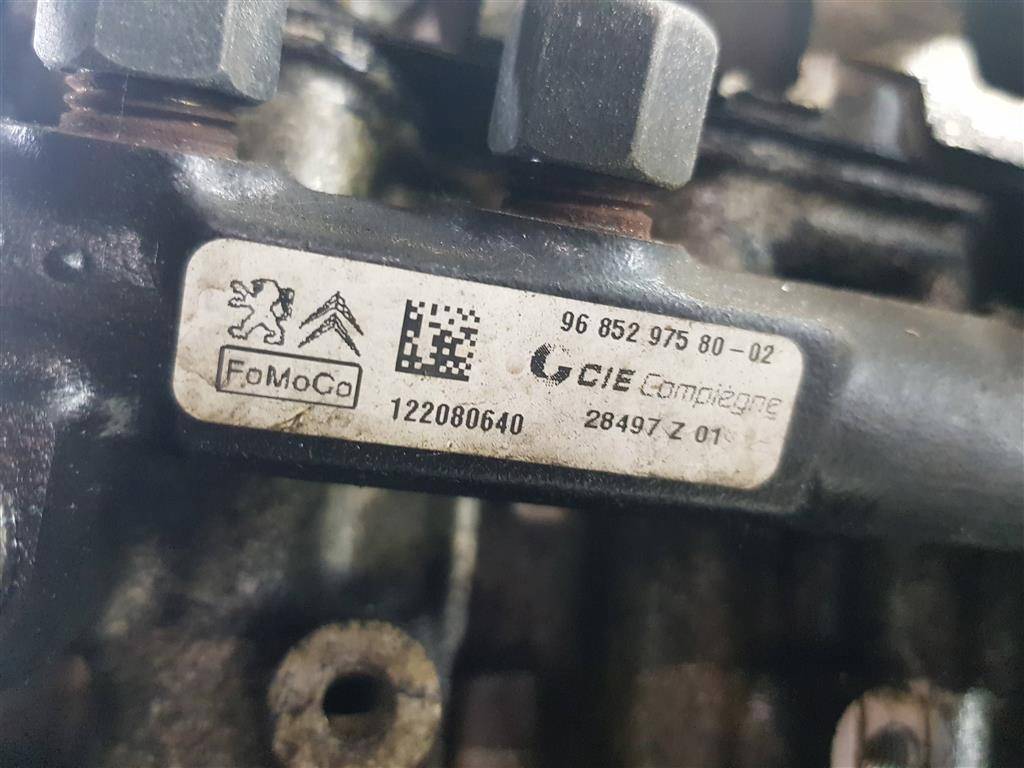 96 852 975 80-02
CIE Compiègne
FoMoCo
122080640
28497 Z 01